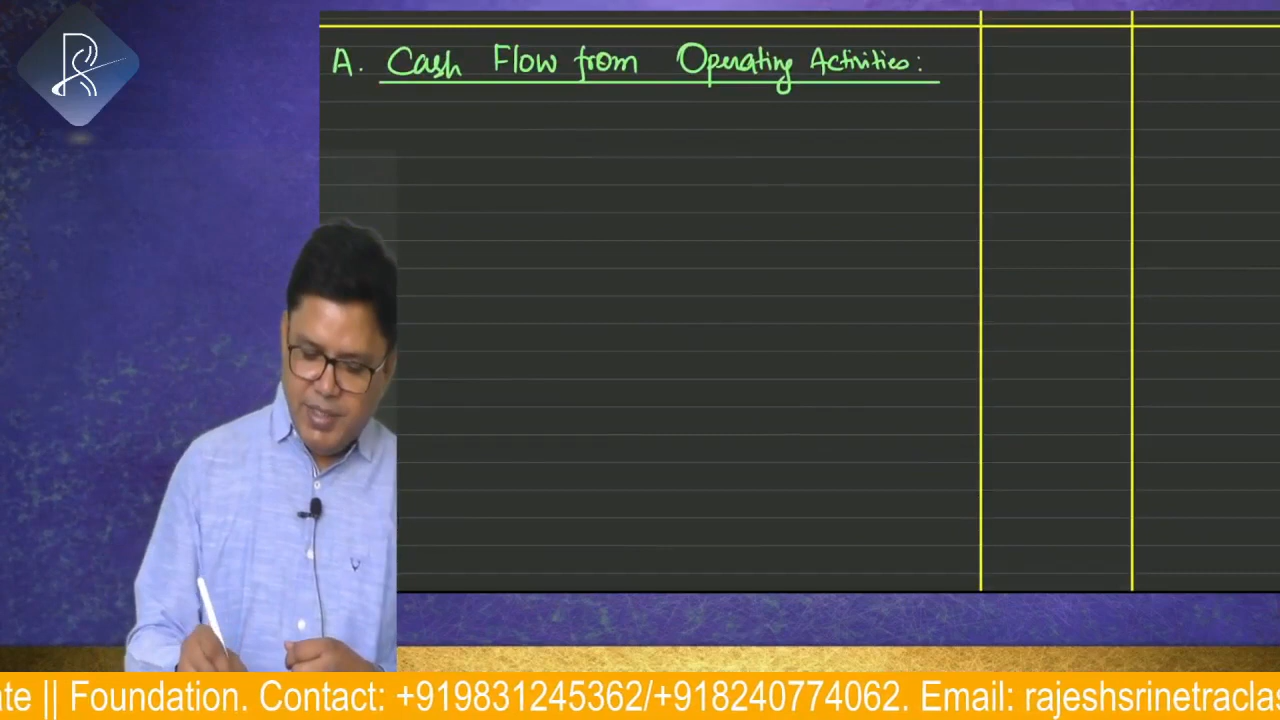 A. Cash Flow from Operating Activities:
ate || Foundation. Contact: +919831245362/+918240774062. Email: rajeshsrinetraclas